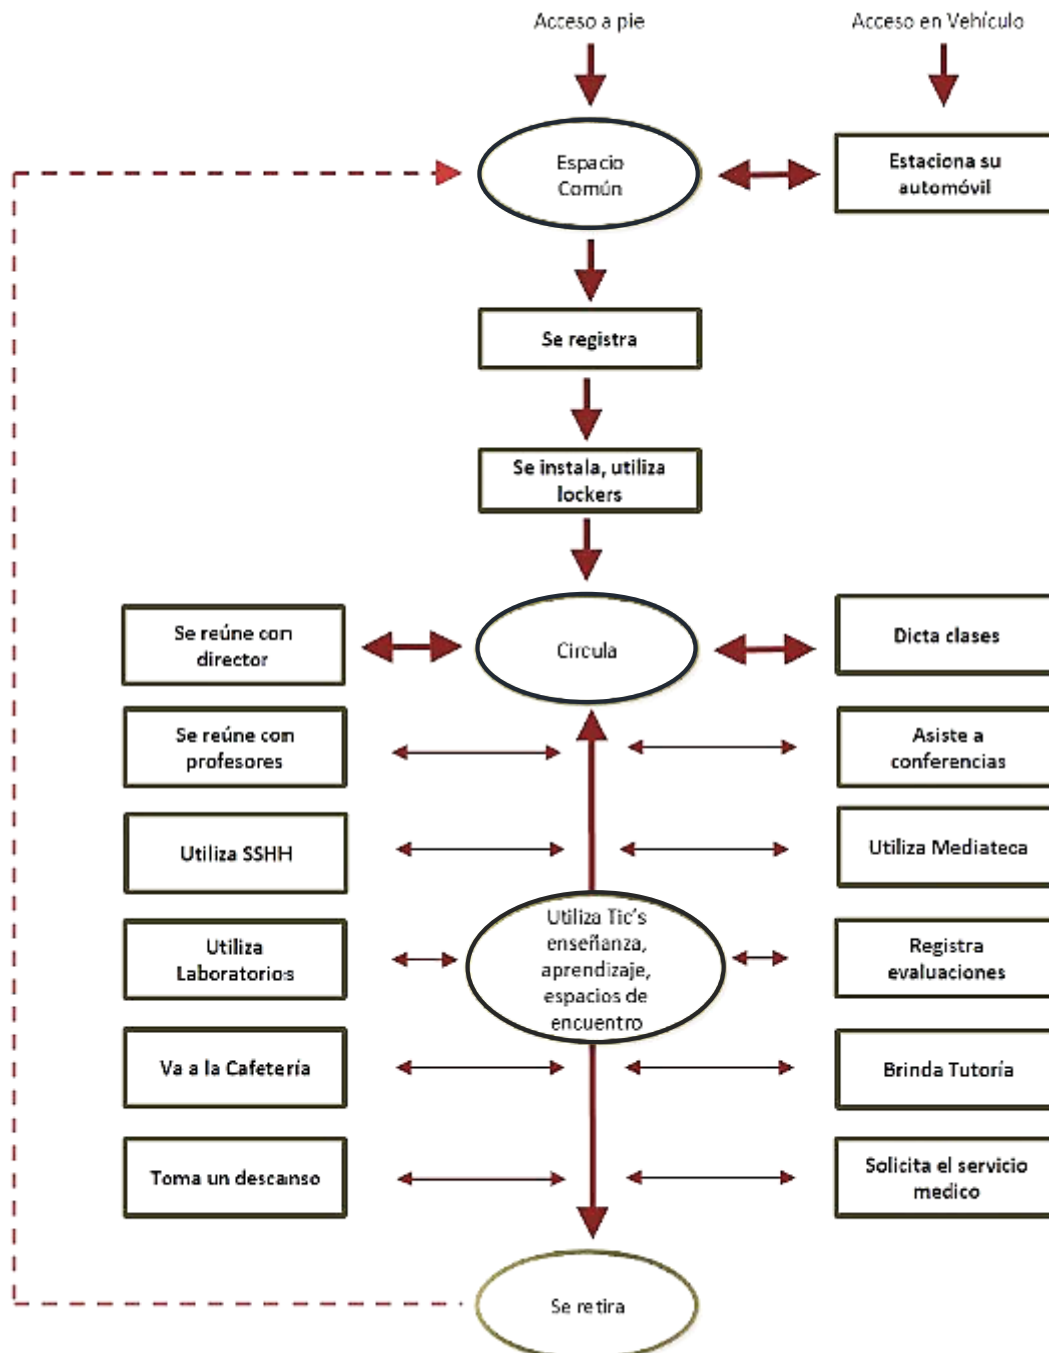 Acceso a pie
Acceso en Vehículo
Espacio
Común
Estaciona su
automóvil
Se registra
Se instala, utiliza
lockers
Se reúne con
director
Circula
Dicta clases
Se reúne con
profesores
Asiste a
conferencias
Utiliza SSHH
Utiliza Mediateca
Utiliza
Laboratorios
Utiliza Tic's
enseñanza,
aprendizaje,
espacios de
encuentro
Registra
evaluaciones
Va a la Cafetería
Brinda Tutoría
Toma un descanso
Solicita el servicio
medico
Se retira